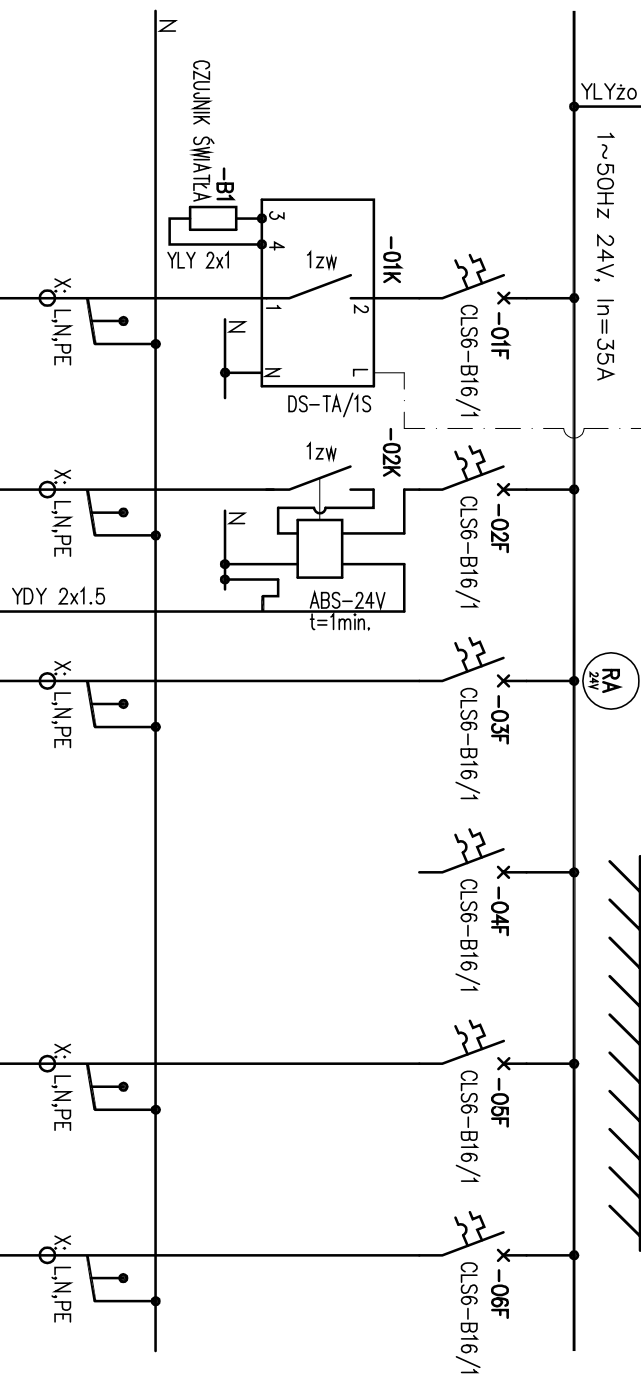 YLYżo
1~50Hz 24V, In=35A
RA
24V
-01F
CLS6-B16/1
-02F
CLS6-B16/1
-03F
CLS6-B16/1
-04F
CLS6-B16/1
-05F
CLS6-B16/1
-06F
CLS6-B16/1
-01K
2
L
1zw
3
4
1
N
DS-TA/1S
-B1
CZUJNIK ŚWIATŁA
YLY 2x1
N
-02K
1zw
N
ABS-24V
t=1min.
YDY 2x1.5
N
X:
L,N,PE
X:
L,N,PE
X:
L,N,PE
X:
L,N,PE
X:
L,N,PE